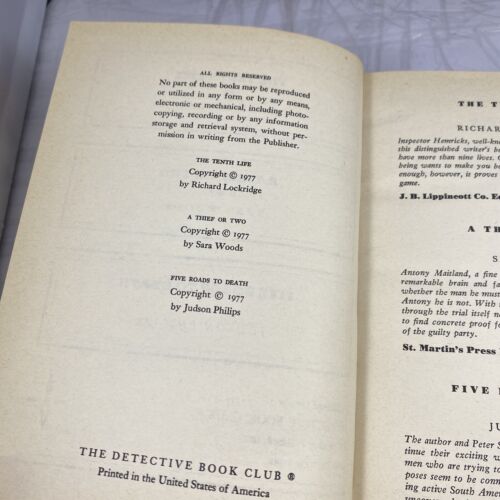 ALL RIGHTS RESERVED
No part of these books may be reproduced
or utilized in any form or by any means,
electronic or mechanical, including photo-
copying, recording or by any information
storage and retrieval system, without per-
mission in writing from the Publisher.
THE TENTH LIFE
Copyright © 1977
by Richard Lockridge
A THIEF OR TWO
Copyright © 1977
by Sara Woods
FIVE ROADS TO DEATH
Copyright © 1977
by Judson Philips
THE DETECTIVE BOOK CLUB ®
Printed in the United States of America
THE T
RICHAR
Inspector Heimrich, well-kn
this distinguished writer's b
have more than nine lives.
being wants to make you be
enough, however, is proves
game.
J. B. Lippincott Co. Ed
A TH
S
Antony Maitland, a fine
remarkable brain and fa
whether the man he must
Antony he is not. With
through the trial itself n
to find concrete proof f
of the guilty party.
St. Martin's Press
FIVE
JU
The author and Peter S
tinue their exciting w
men who are trying to
poses seem to be cons
ing active South Ame